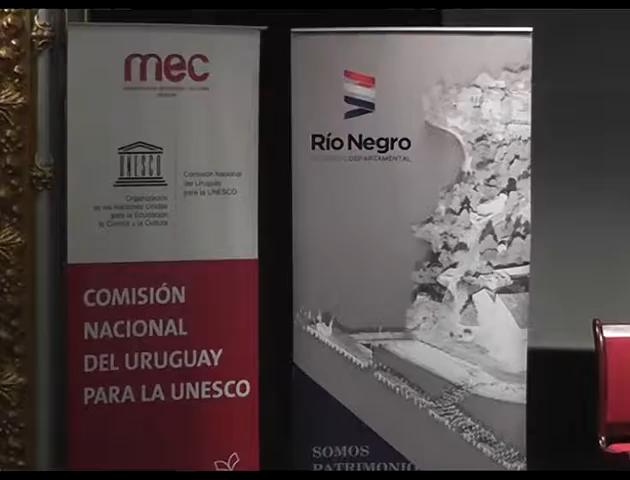 mec
UNESCO
Organización
de las Naciones Unidas
para la Educación
la Ciencia y la Cultura
Comisión Nacional
del Uruguay
para la UNESCO
COMISIÓN
NACIONAL
DEL URUGUAY
PARA LA UNESCO
Río Negro
DEPARTAMENTAL
SOMOS
PATRIMONIO